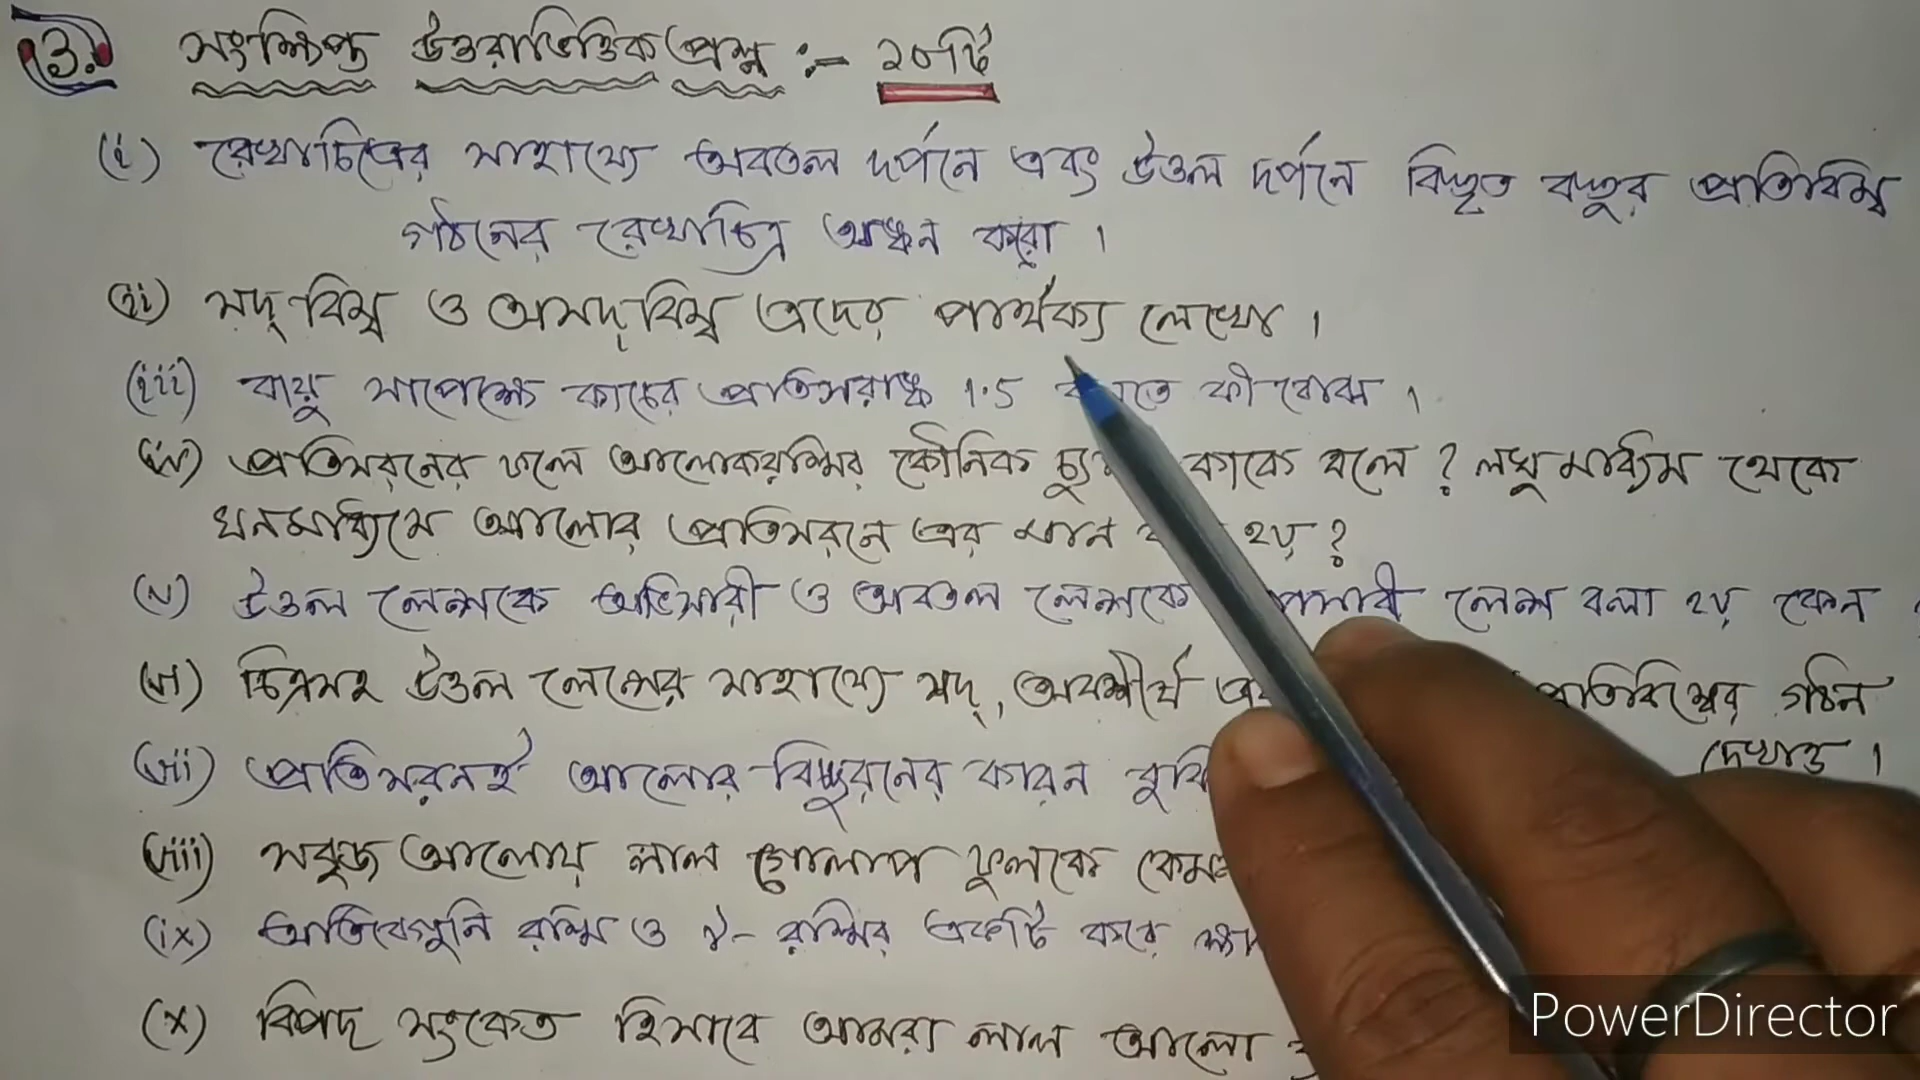 ৩. সংক্ষিপ্ত উত্তরভিত্তিক প্রশ্ন :- ২০টি
(i) রেখাচিত্রের সাহায্যে অবতল দর্পনে এবং উত্তল দর্পনে বিস্তৃত বস্তুর প্রতিবিম্ব
গঠনের রেখাচিত্র অঙ্কন করো।
(ii) সদ্‌বিম্ব ও অসদ্‌বিম্ব এদের পার্থক্য লেখো।
(iii) বায়ু সাপেক্ষে কাচের প্রতিসরাঙ্ক 1.5 কী বোঝ।
(iv) প্রতিসরনের ফলে আলোকরশ্মির কৌনিক কাকে বলে? লঘু মাধ্যম থেকে
ঘনমাধ্যমে আলোর প্রতিসরনে এর মান হয়?
(v) উত্তল লেন্সকে অভিসারী ও অবতল লেন্সকে লেন্স বলা হয় কেন
(vi) চিত্রসহ উত্তল লেন্সের সাহায্যে সদ্, অবশীর্ষ প্রতিবিম্বের গঠন
দেখাও।
(vii) প্রতিসরনই আলোর বিচ্ছুরনের কারন
(viii) সবুজ আলোয় লাল গোলাপ ফুলকে
(ix) অতিবেগুনি রশ্মি ও γ- রশ্মির একটি করে
(x) বিপদ সংকেত হিসাবে আমরা লাল আলো
PowerDirector